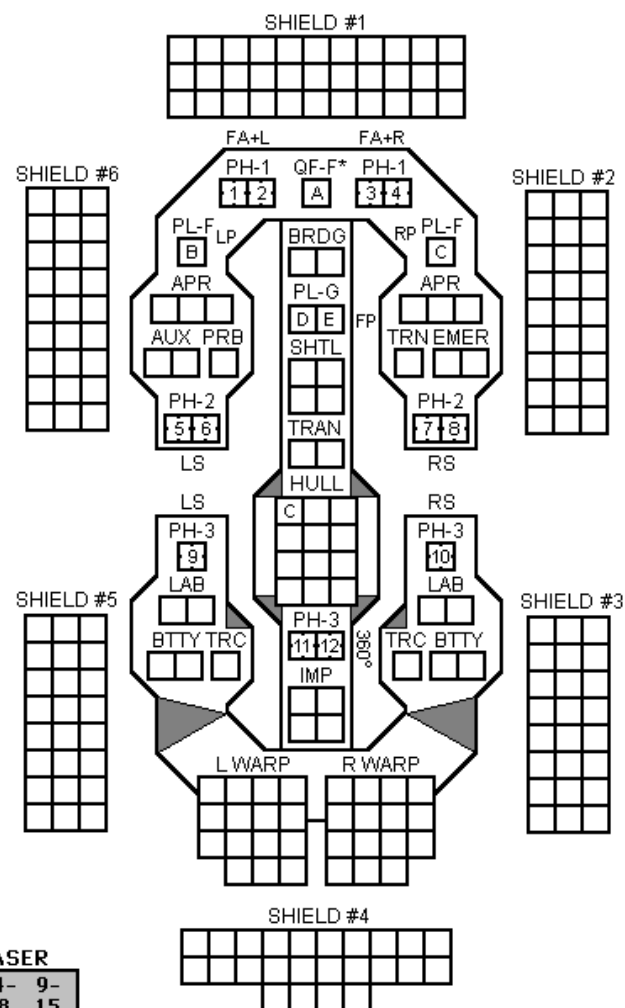 SHIELD #1
FA+L FA+R
PH-1 QF-F* PH-1
1 2 A 3 4
SHIELD #6 SHIELD #2
PL-F LP BRDG RP PL-F
B C
APR PL-G APR
D E FP
AUX PRB SHTL TRN EMER
PH-2 TRAN PH-2
5 6 7 8
LS RS
HULL
C
LS RS
PH-3 PH-3
9 10
LAB LAB
SHIELD #5 SHIELD #3
PH-3
BTTY TRC 11 12 360° TRC BTTY
IMP
L WARP R WARP
SHIELD #4
ASER
9-
15